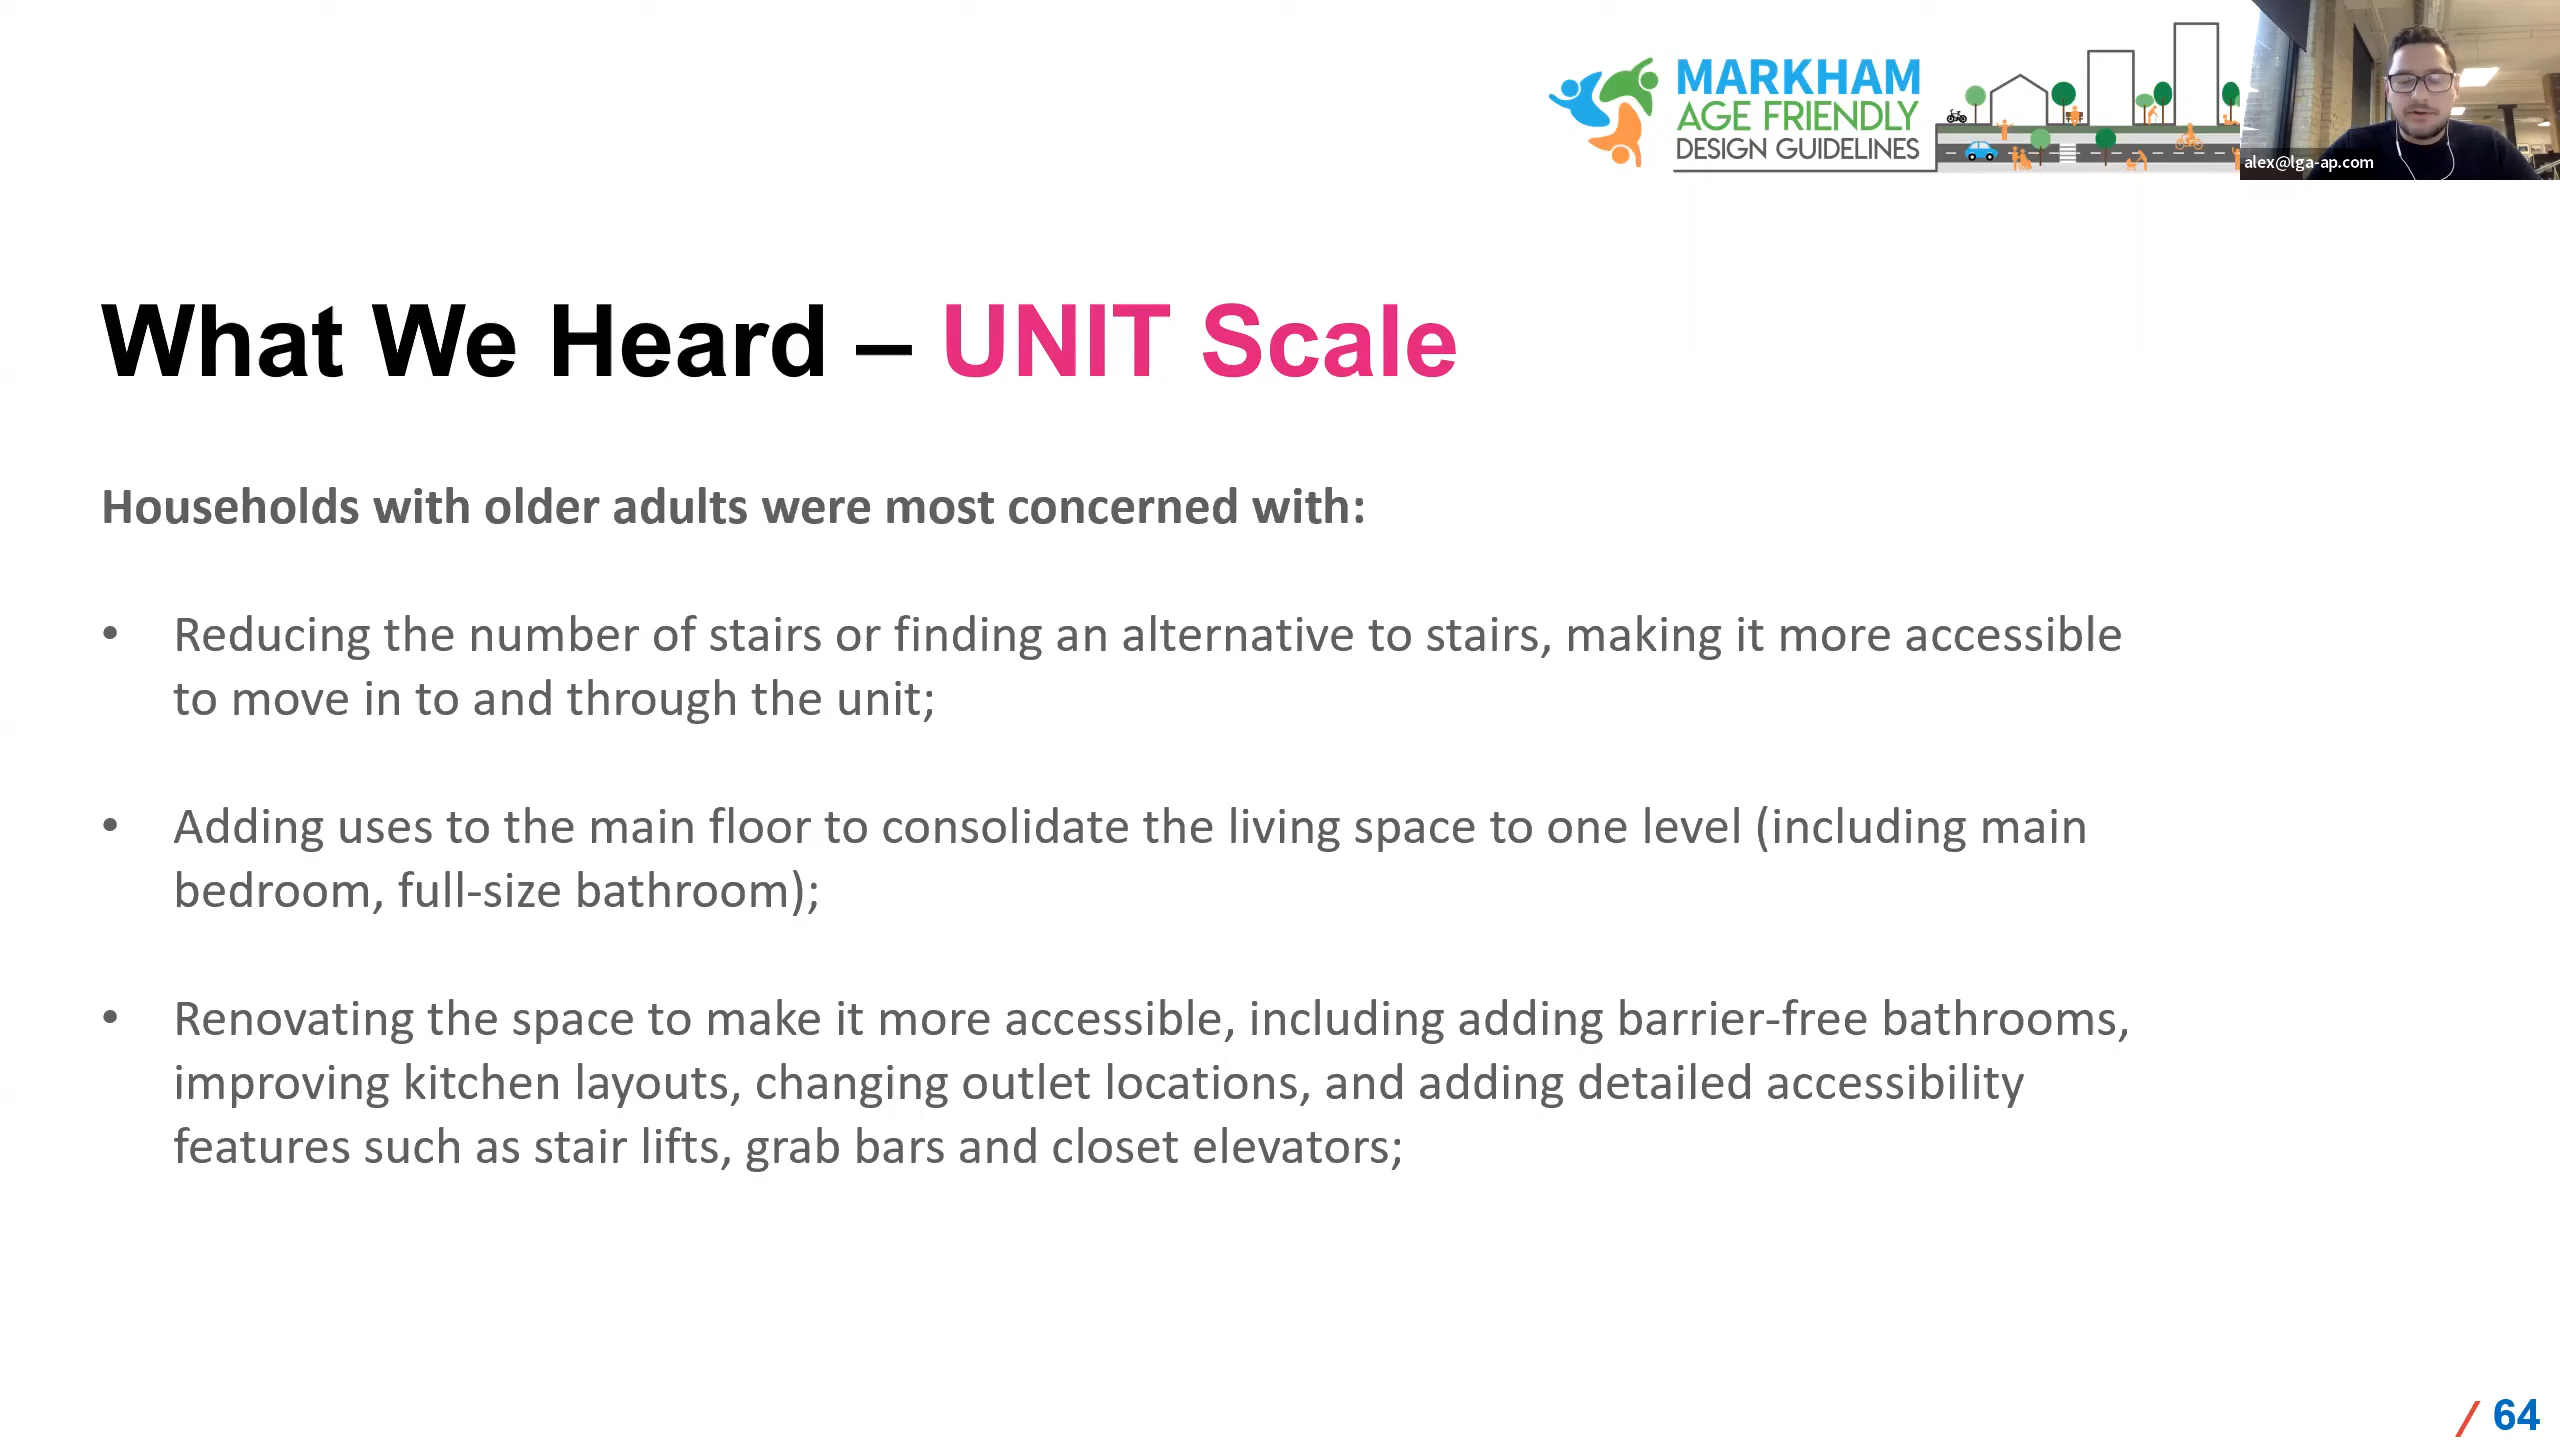 MARKHAM
AGE FRIENDLY
DESIGN GUIDELINES
alex@lga-ap.com
What We Heard – UNIT Scale
Households with older adults were most concerned with:
• Reducing the number of stairs or finding an alternative to stairs, making it more accessible
to move in to and through the unit;
• Adding uses to the main floor to consolidate the living space to one level (including main
bedroom, full-size bathroom);
• Renovating the space to make it more accessible, including adding barrier-free bathrooms,
improving kitchen layouts, changing outlet locations, and adding detailed accessibility
features such as stair lifts, grab bars and closet elevators;
/ 64